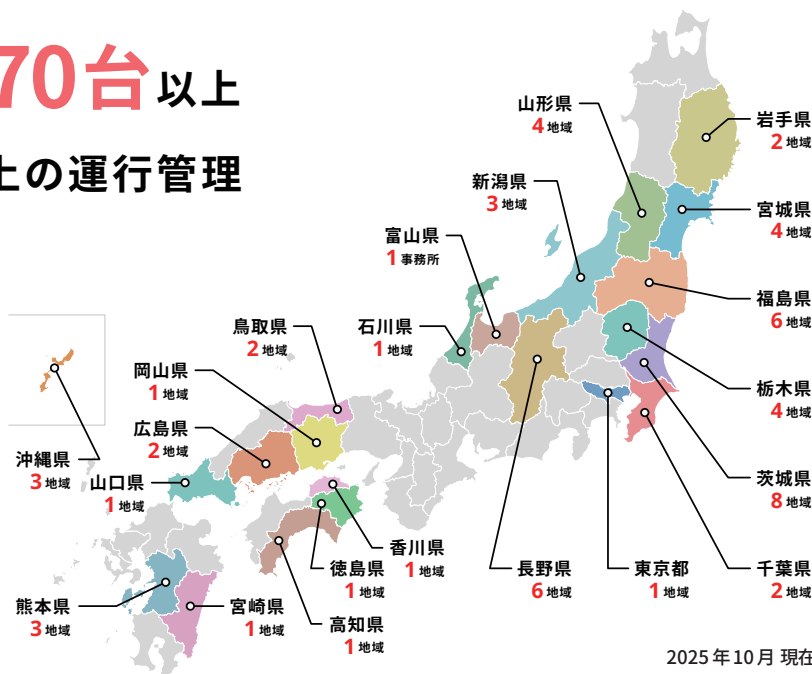 70台以上
上の運行管理
山形県
4地域
岩手県
2地域
新潟県
3地域
宮城県
4地域
富山県
1事務所
福島県
6地域
鳥取県
2地域
石川県
1地域
岡山県
1地域
栃木県
4地域
広島県
2地域
沖縄県
3地域
山口県
1地域
茨城県
8地域
香川県
1地域
徳島県
1地域
長野県
6地域
東京都
1地域
千葉県
2地域
熊本県
3地域
宮崎県
1地域
高知県
1地域
2025年10月 現在